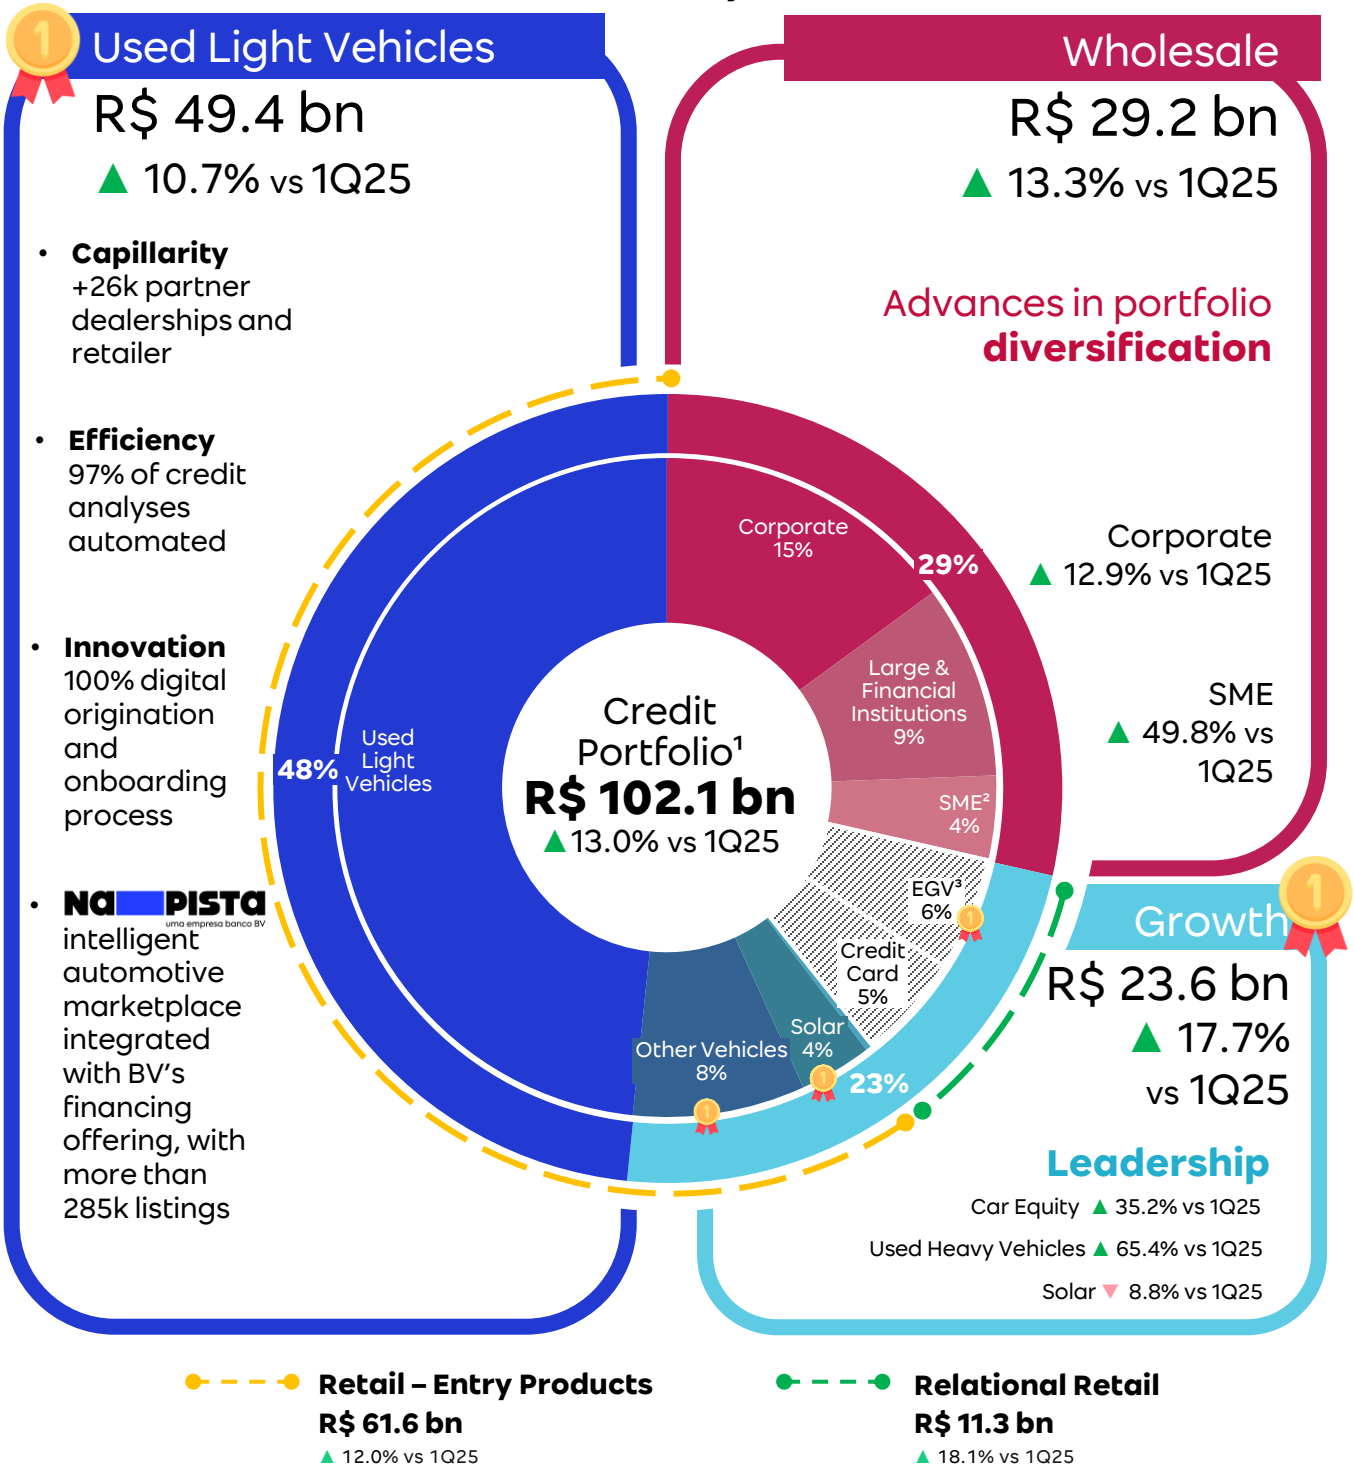 Used Light Vehicles
R$ 49.4 bn
▲ 10.7% vs 1Q25
• Capillarity
+26k partner
dealerships and
retailer
• Efficiency
97% of credit
analyses
automated
• Innovation
100% digital
origination
and
onboarding
process
• NaPISTa
uma empresa banco BV
intelligent
automotive
marketplace
integrated
with BV's
financing
offering, with
more than
285k listings
Wholesale
R$ 29.2 bn
▲ 13.3% vs 1Q25
Advances in portfolio
diversification
Corporate
▲ 12.9% vs 1Q25
SME
▲ 49.8% vs
1Q25
Corporate
15%
29%
Large &
Financial
Institutions
9%
SME²
4%
EGV³
6%
1
Credit
Card
5%
Solar
4%
1
23%
Other Vehicles
8%
1
Used
Light
Vehicles
48%
Credit
Portfolio¹
R$ 102.1 bn
▲ 13.0% vs 1Q25
1
Growth
1
R$ 23.6 bn
▲ 17.7%
vs 1Q25
Leadership
Car Equity ▲ 35.2% vs 1Q25
Used Heavy Vehicles ▲ 65.4% vs 1Q25
Solar ▼ 8.8% vs 1Q25
Retail – Entry Products
R$ 61.6 bn
▲ 12.0% vs 1Q25
Relational Retail
R$ 11.3 bn
▲ 18.1% vs 1Q25